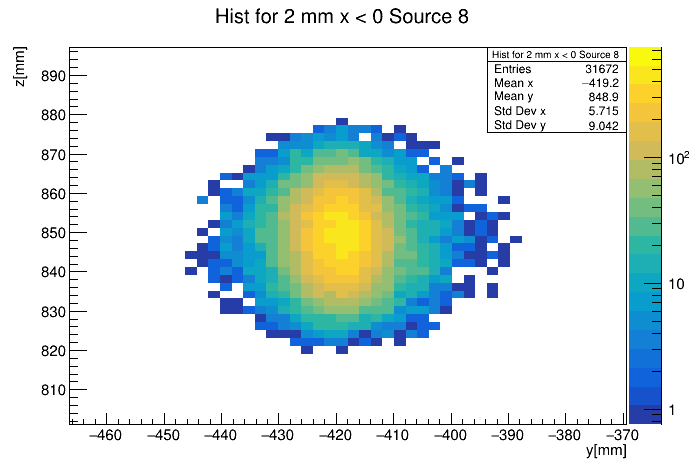 Hist for 2 mm x < 0 Source 8
z[mm]
Hist for 2 mm x < 0 Source 8
Entries 31672
Mean x −419.2
Mean y 848.9
Std Dev x 5.715
Std Dev y 9.042
890
880
870
860
850
840
830
820
810
10²
10
1
−460 −450 −440 −430 −420 −410 −400 −390 −380 −370
y[mm]